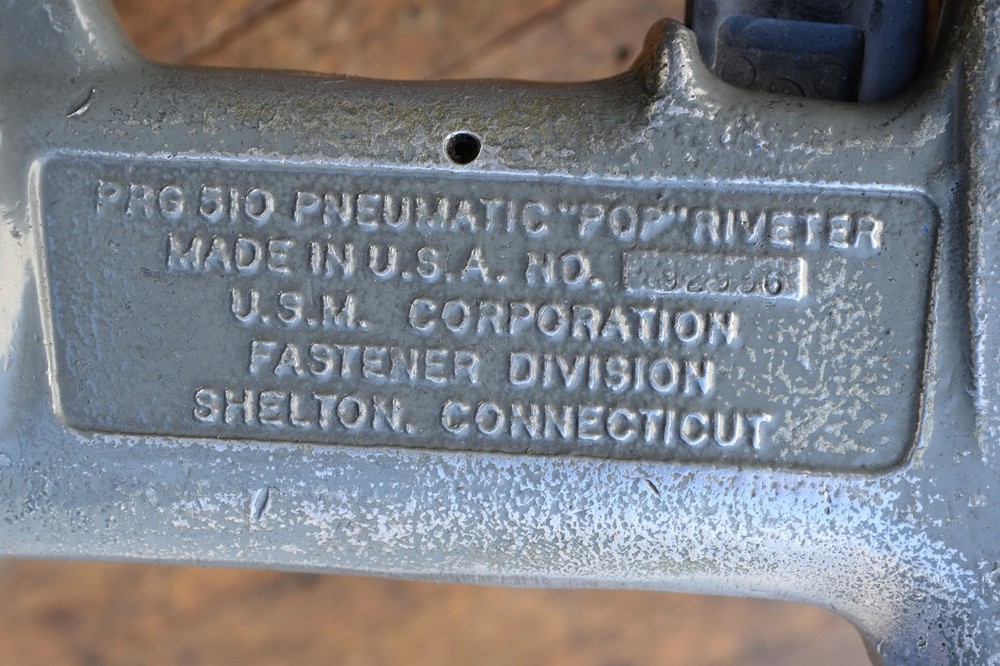 PRG 510 PNEUMATIC "POP" RIVETER
MADE IN U.S.A. NO.
U.S.M. CORPORATION
FASTENER DIVISION
SHELTON, CONNECTICUT